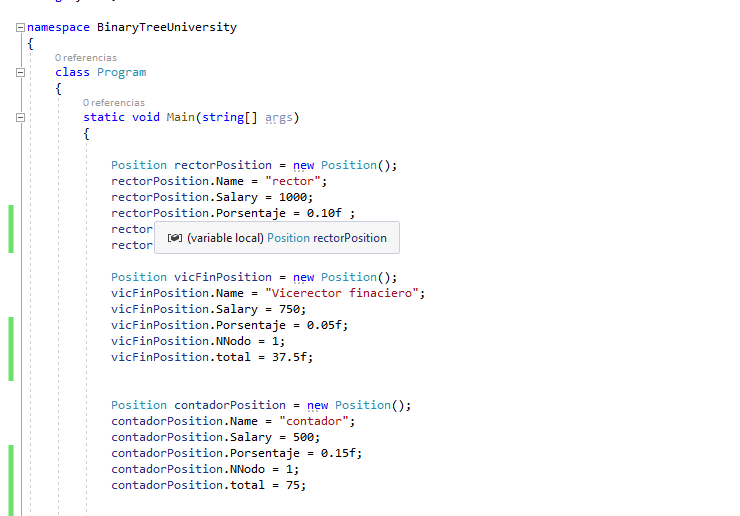 namespace BinaryTreeUniversity
{
0 referencias
class Program
{
0 referencias
static void Main(string[] args)
{
Position rectorPosition = new Position();
rectorPosition.Name = "rector";
rectorPosition.Salary = 1000;
rectorPosition.Porsentaje = 0.10f ;
rector
(variable local) Position rectorPosition
rector
Position vicFinPosition = new Position();
vicFinPosition.Name = "Vicerector finaciero";
vicFinPosition.Salary = 750;
vicFinPosition.Porsentaje = 0.05f;
vicFinPosition.NNodo = 1;
vicFinPosition.total = 37.5f;
Position contadorPosition = new Position();
contadorPosition.Name = "contador";
contadorPosition.Salary = 500;
contadorPosition.Porsentaje = 0.15f;
contadorPosition.NNodo = 1;
contadorPosition.total = 75;